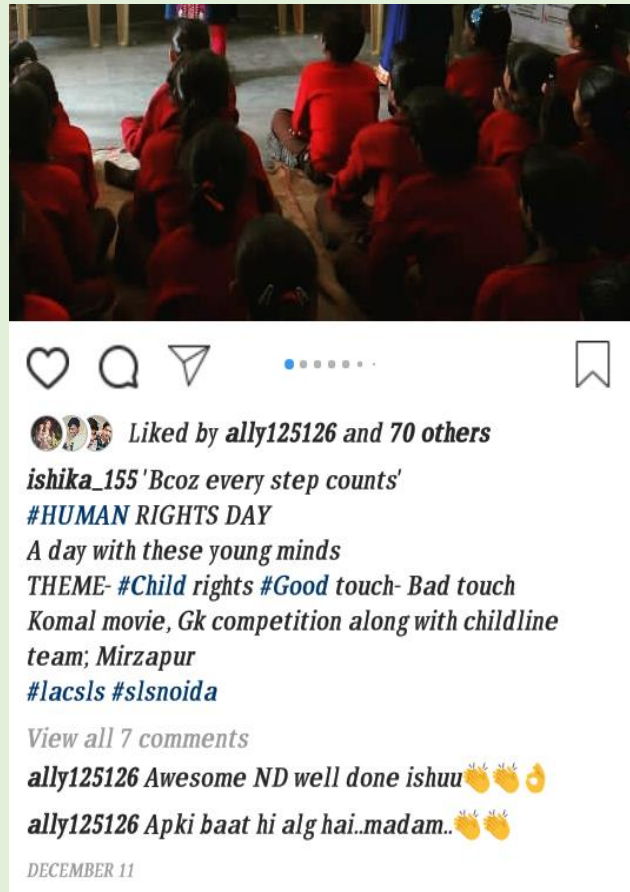 Liked by ally125126 and 70 others
ishika_155 'Bcoz every step counts'
#HUMAN RIGHTS DAY
A day with these young minds
THEME- #Child rights #Good touch- Bad touch
Komal movie, Gk competition along with childline
team; Mirzapur
#lacsls #slsnoida
View all 7 comments
ally125126 Awesome ND well done ishuu👏👏👌
ally125126 Apki baat hi alg hai..madam..👏👏
DECEMBER 11